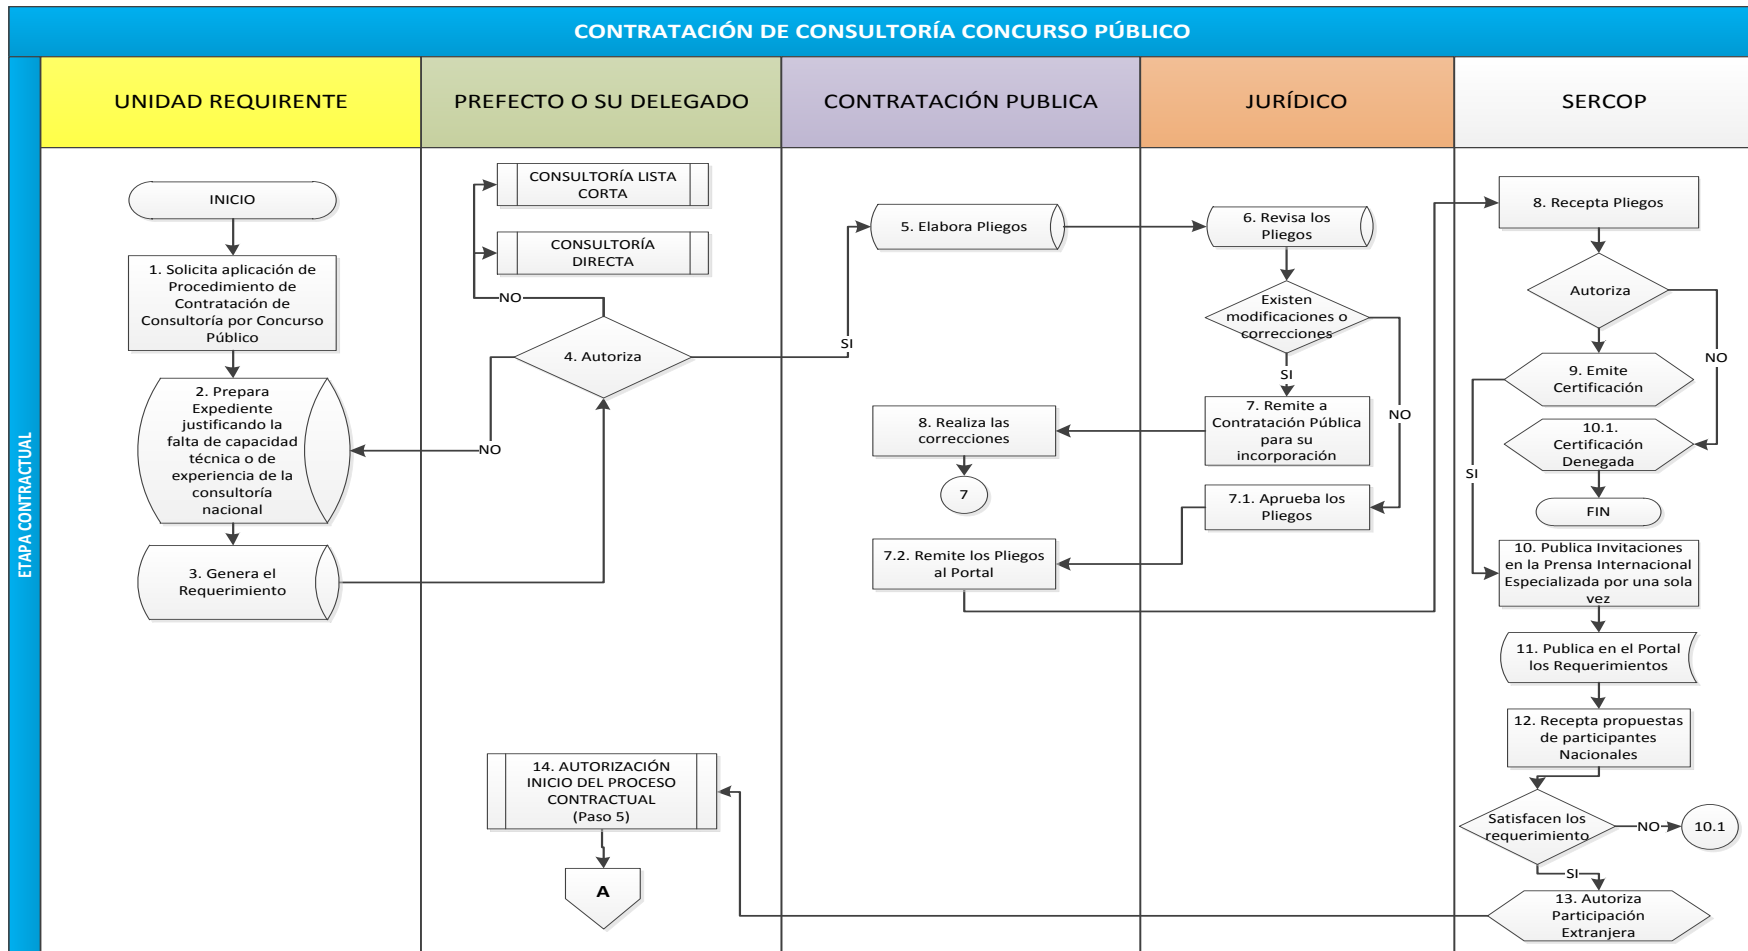 CONTRATACIÓN DE CONSULTORÍA CONCURSO PÚBLICO
ETAPA CONTRACTUAL
UNIDAD REQUIRENTE
PREFECTO O SU DELEGADO
CONTRATACIÓN PUBLICA
JURÍDICO
SERCOP
INICIO
1. Solicita aplicación de
Procedimiento de
Contratación de
Consultoría por Concurso
Público
2. Prepara
Expediente
justificando la
falta de capacidad
técnica o de
experiencia de la
consultoría
nacional
3. Genera el
Requerimiento
CONSULTORÍA LISTA
CORTA
CONSULTORÍA
DIRECTA
NO
4. Autoriza
SI
NO
14. AUTORIZACIÓN
INICIO DEL PROCESO
CONTRACTUAL
(Paso 5)
A
5. Elabora Pliegos
8. Realiza las
correcciones
7
7.2. Remite los Pliegos
al Portal
6. Revisa los
Pliegos
Existen
modificaciones o
correcciones
SI
NO
7. Remite a
Contratación Pública
para su
incorporación
7.1. Aprueba los
Pliegos
8. Recepta Pliegos
Autoriza
NO
9. Emite
Certificación
SI
10.1.
Certificación
Denegada
FIN
10. Publica Invitaciones
en la Prensa Internacional
Especializada por una sola
vez
11. Publica en el Portal
los Requerimientos
12. Recepta propuestas
de participantes
Nacionales
Satisfacen los
requerimiento
NO
10.1
SI
13. Autoriza
Participación
Extranjera